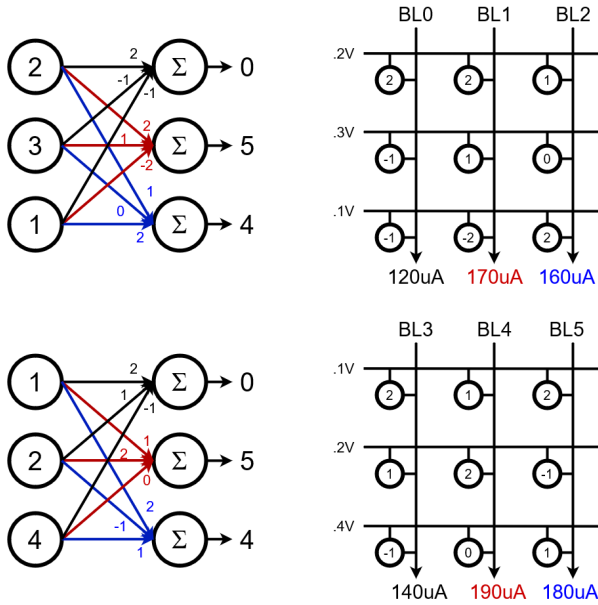 BL0 BL1 BL2
2 2 -1 -1 Σ 0
.2V 2 2 1
3 2 1 -2 Σ 5
.3V -1 1 0
1 1 0 2 Σ 4
.1V -1 -2 2
120uA 170uA 160uA
BL3 BL4 BL5
1 2 1 -1 Σ 0
.1V 2 1 2
2 1 2 0 Σ 5
.2V 1 2 -1
4 2 -1 1 Σ 4
.4V -1 0 1
140uA 190uA 180uA